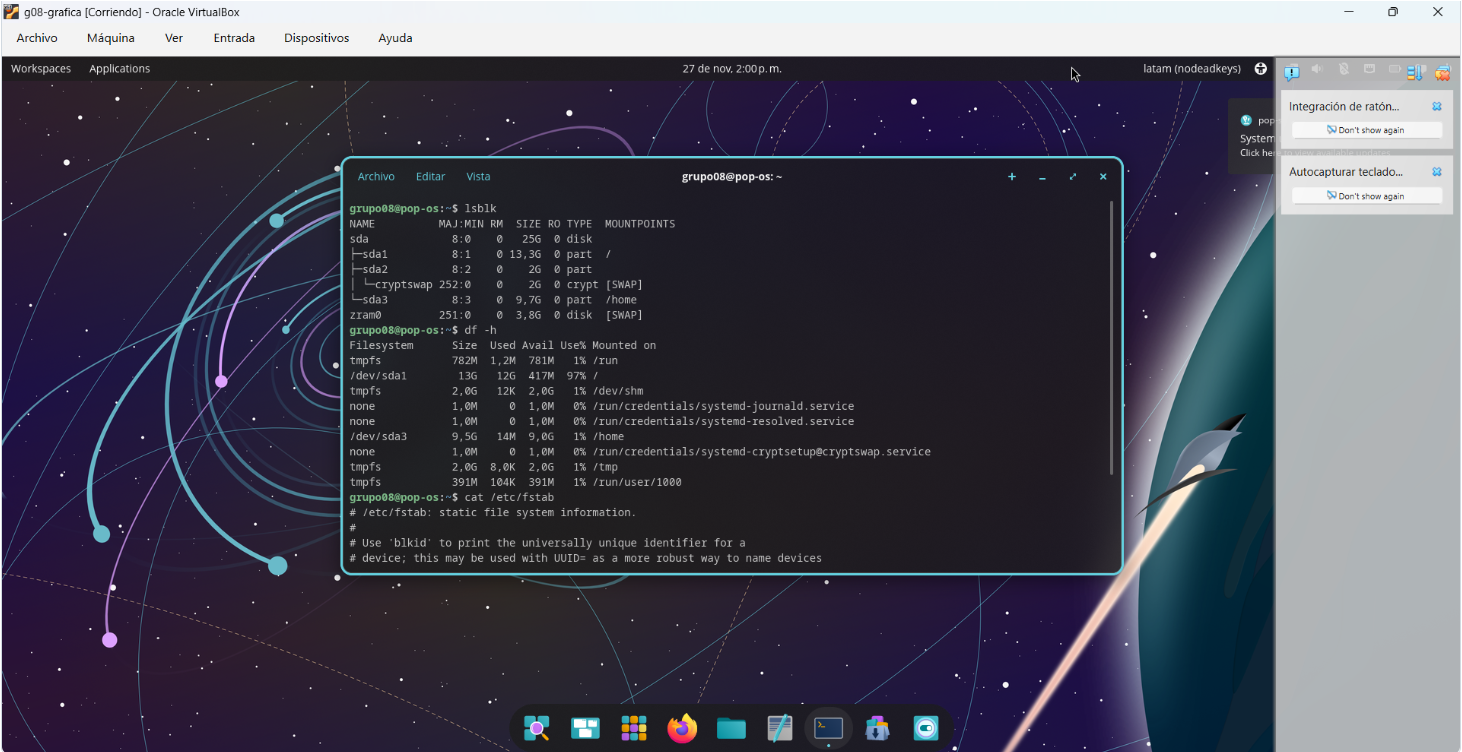 g08-grafica [Corriendo] - Oracle VirtualBox
Archivo Máquina Ver Entrada Dispositivos Ayuda
Workspaces Applications 27 de nov, 2:00 p. m. latam (nodeadkeys)
Integración de ratón...
Don't show again
pop
System
Click here to view available updates
Autocapturar teclado...
Don't show again
Archivo Editar Vista grupo08@pop-os: ~
grupo08@pop-os:~$ lsblk
NAME MAJ:MIN RM SIZE RO TYPE MOUNTPOINTS
sda 8:0 0 25G 0 disk
├─sda1 8:1 0 13,3G 0 part /
├─sda2 8:2 0 2G 0 part
│ └─cryptswap 252:0 0 2G 0 crypt [SWAP]
└─sda3 8:3 0 9,7G 0 part /home
zram0 251:0 0 3,8G 0 disk [SWAP]
grupo08@pop-os:~$ df -h
Filesystem Size Used Avail Use% Mounted on
tmpfs 782M 1,2M 781M 1% /run
/dev/sda1 13G 12G 417M 97% /
tmpfs 2,0G 12K 2,0G 1% /dev/shm
none 1,0M 0 1,0M 0% /run/credentials/systemd-journald.service
none 1,0M 0 1,0M 0% /run/credentials/systemd-resolved.service
/dev/sda3 9,5G 14M 9,0G 1% /home
none 1,0M 0 1,0M 0% /run/credentials/systemd-cryptsetup@cryptswap.service
tmpfs 2,0G 8,0K 2,0G 1% /tmp
tmpfs 391M 104K 391M 1% /run/user/1000
grupo08@pop-os:~$ cat /etc/fstab
# /etc/fstab: static file system information.
#
# Use 'blkid' to print the universally unique identifier for a
# device; this may be used with UUID= as a more robust way to name devices